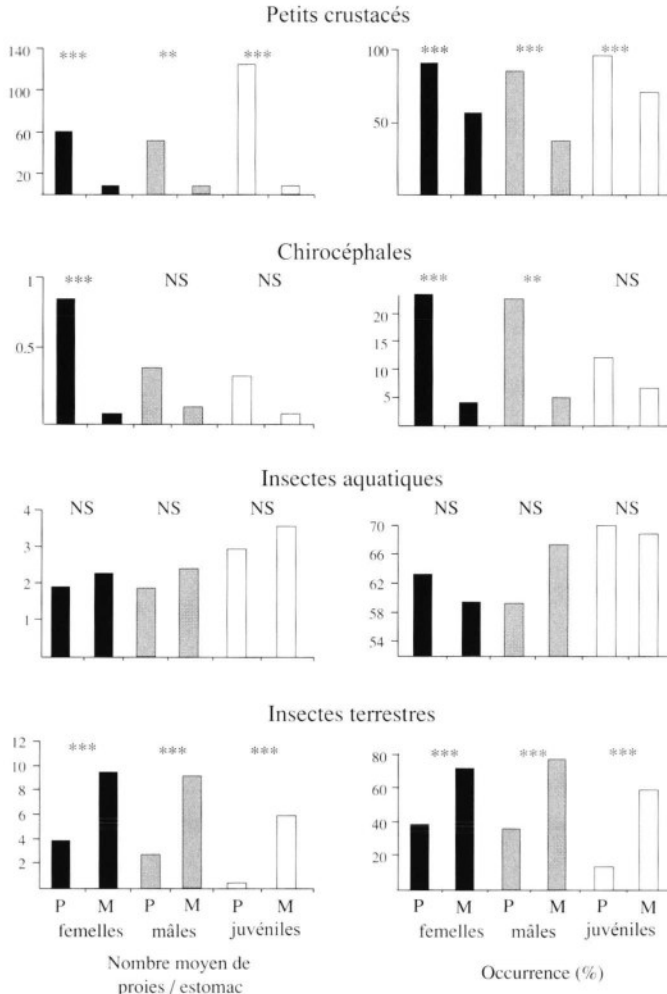 Petits crustacés
140
100
60
20
*** ** ***
100
50
*** *** ***
Chirocéphales
1
0.5
*** NS NS
20
15
10
5
*** ** NS
Insectes aquatiques
4
3
2
1
NS NS NS
70
66
62
58
54
NS NS NS
Insectes terrestres
12
10
8
6
4
2
*** *** ***
80
60
40
20
*** *** ***
P M P M P M
femelles mâles juvéniles
Nombre moyen de
proies / estomac
P M P M P M
femelles mâles juvéniles
Occurrence (%)